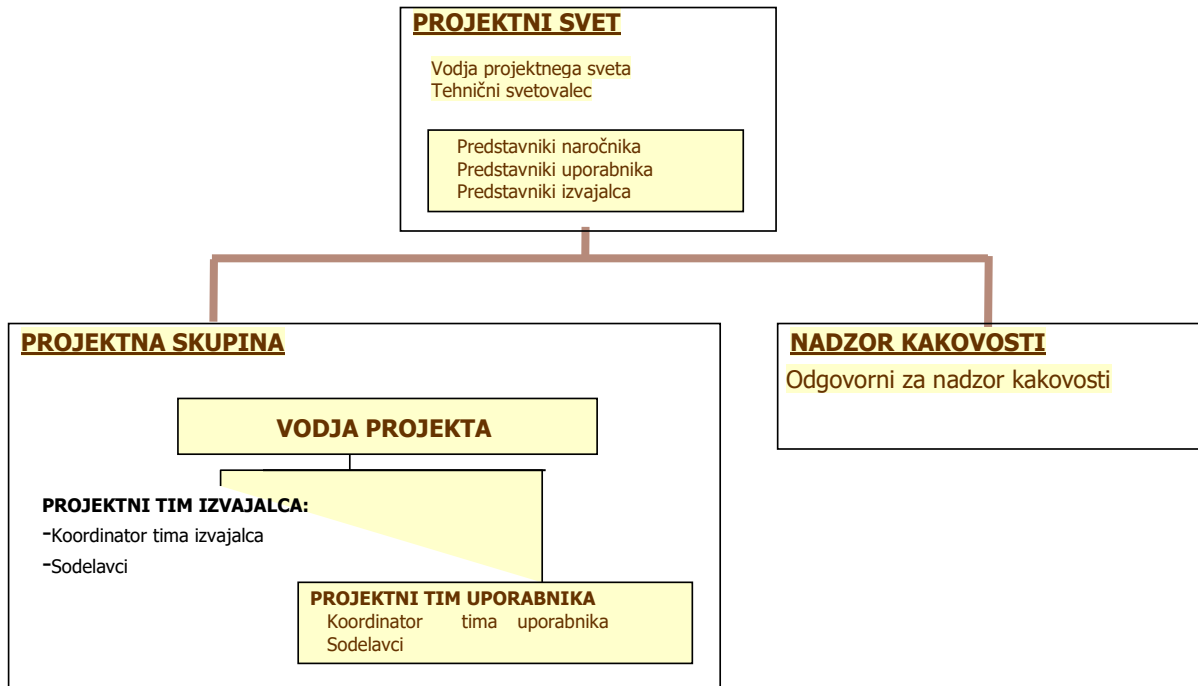 PROJEKTNI SVET
Vodja projektnega sveta
Tehnični svetovalec
Predstavniki naročnika
Predstavniki uporabnika
Predstavniki izvajalca
PROJEKTNA SKUPINA
VODJA PROJEKTA
PROJEKTNI TIM IZVAJALCA:
-Koordinator tima izvajalca
-Sodelavci
PROJEKTNI TIM UPORABNIKA
Koordinator tima uporabnika
Sodelavci
NADZOR KAKOVOSTI
Odgovorni za nadzor kakovosti